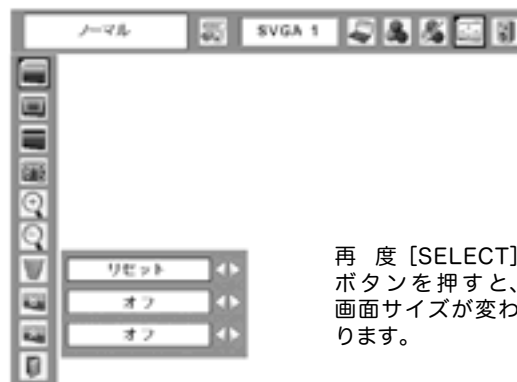 ノーマル
SVGA 1
リセット
オフ
オフ
再 度 [SELECT]
ボタンを押すと、
画面サイズが変わ
ります。